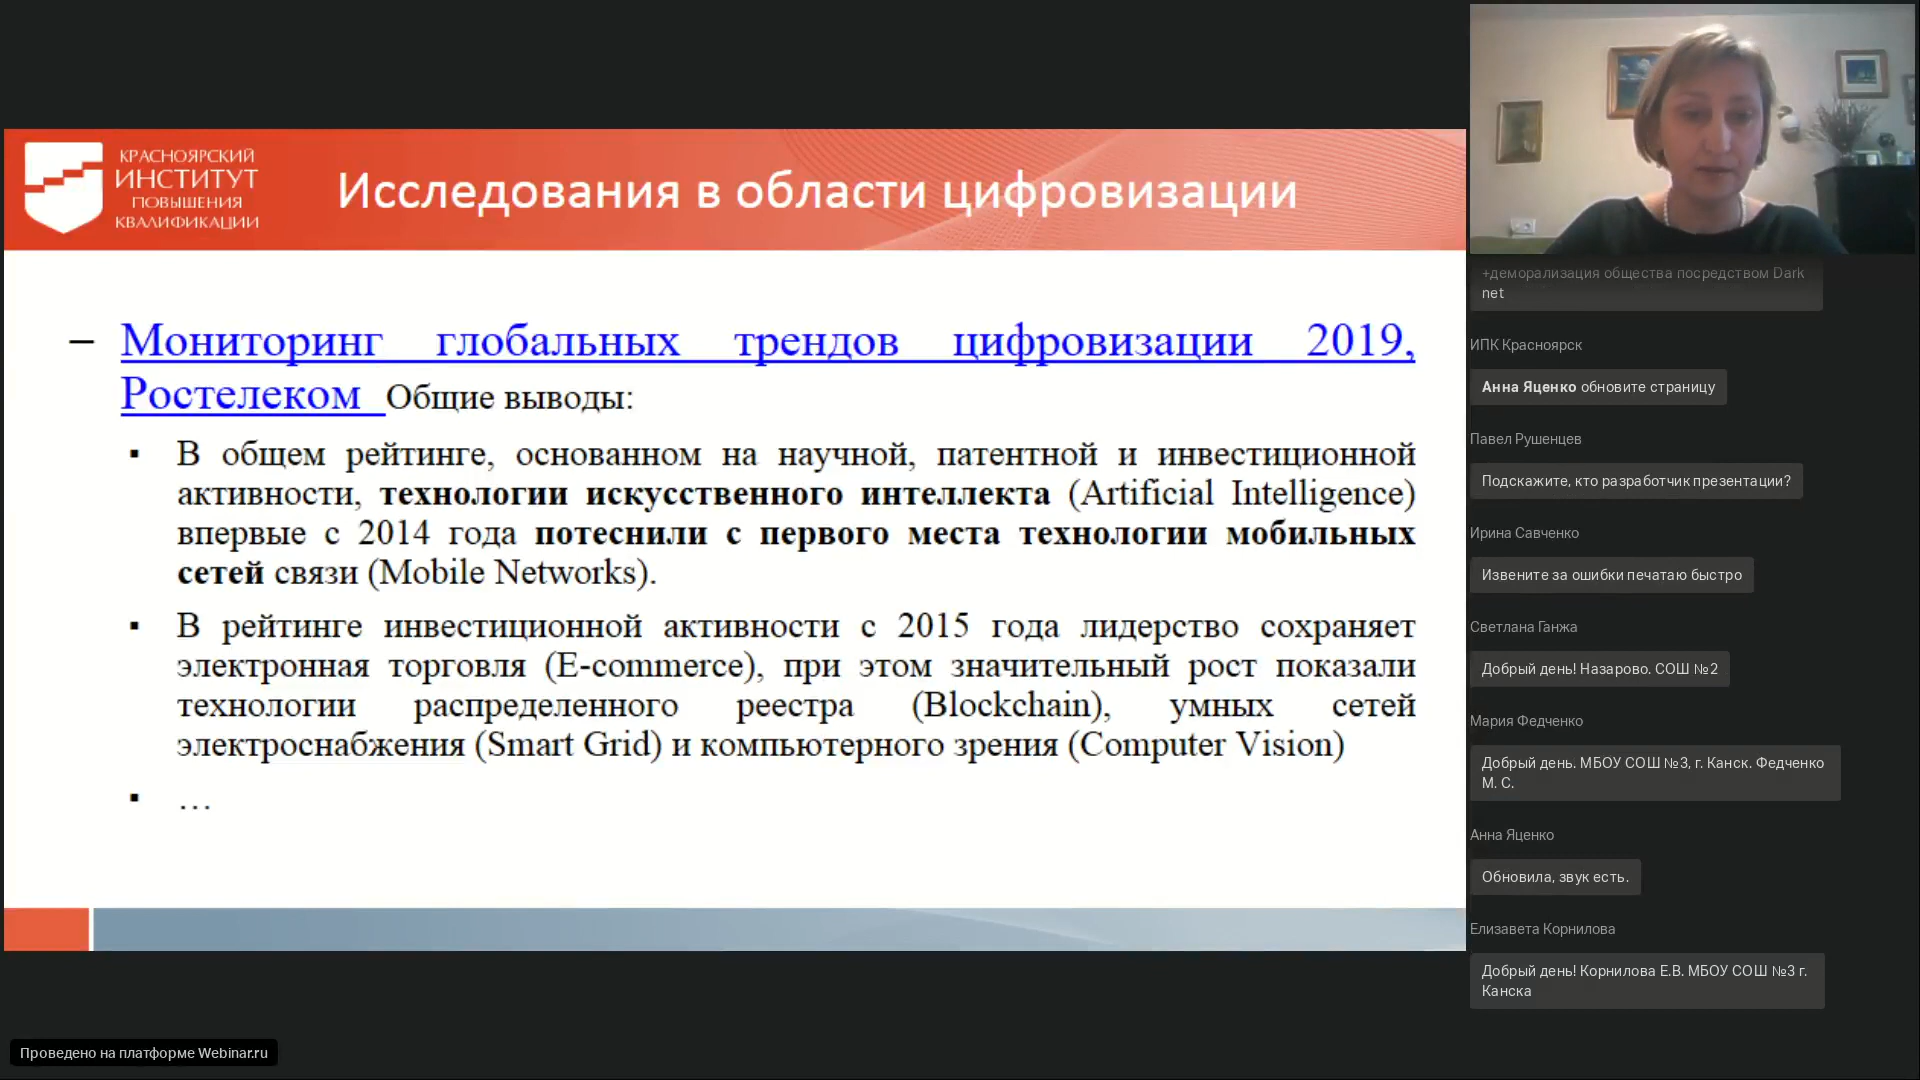 КРАСНОЯРСКИЙ
ИНСТИТУТ
ПОВЫШЕНИЯ
КВАЛИФИКАЦИИ
Исследования в области цифровизации
– Мониторинг глобальных трендов цифровизации 2019,
Ростелеком Общие выводы:
▪ В общем рейтинге, основанном на научной, патентной и инвестиционной
активности, технологии искусственного интеллекта (Artificial Intelligence)
впервые с 2014 года потеснили с первого места технологии мобильных
сетей связи (Mobile Networks).
▪ В рейтинге инвестиционной активности с 2015 года лидерство сохраняет
электронная торговля (E-commerce), при этом значительный рост показали
технологии распределенного реестра (Blockchain), умных сетей
электроснабжения (Smart Grid) и компьютерного зрения (Computer Vision)
▪ …
Проведено на платформе Webinar.ru
+деморализация общества посредством Dark
net
ИПК Красноярск
Анна Яценко обновите страницу
Павел Рушенцев
Подскажите, кто разработчик презентации?
Ирина Савченко
Извените за ошибки печатаю быстро
Светлана Ганжа
Добрый день! Назарово. СОШ №2
Мария Федченко
Добрый день. МБОУ СОШ №3, г. Канск. Федченко
М. С.
Анна Яценко
Обновила, звук есть.
Елизавета Корнилова
Добрый день! Корнилова Е.В. МБОУ СОШ №3 г.
Канска